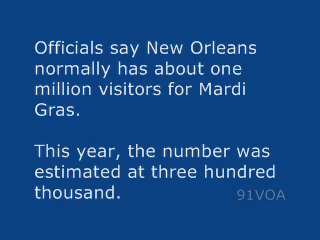 Officials say New Orleans
normally has about one
million visitors for Mardi
Gras.
This year, the number was
estimated at three hundred
thousand.
91VOA